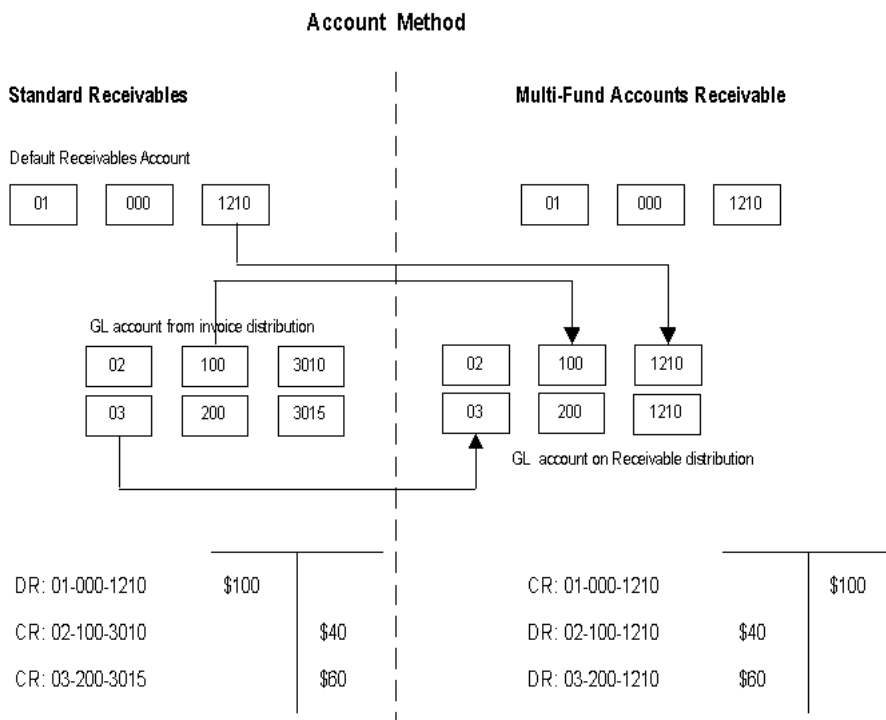 Account Method
Standard Receivables
Multi-Fund Accounts Receivable
Default Receivables Account
01 000 1210
01 000 1210
GL account from invoice distribution
02 100 3010
02 100 1210
03 200 3015
03 200 1210
GL account on Receivable distribution
DR: 01-000-1210 $100
CR: 02-100-3010 $40
CR: 03-200-3015 $60
CR: 01-000-1210 $100
DR: 02-100-1210 $40
DR: 03-200-1210 $60